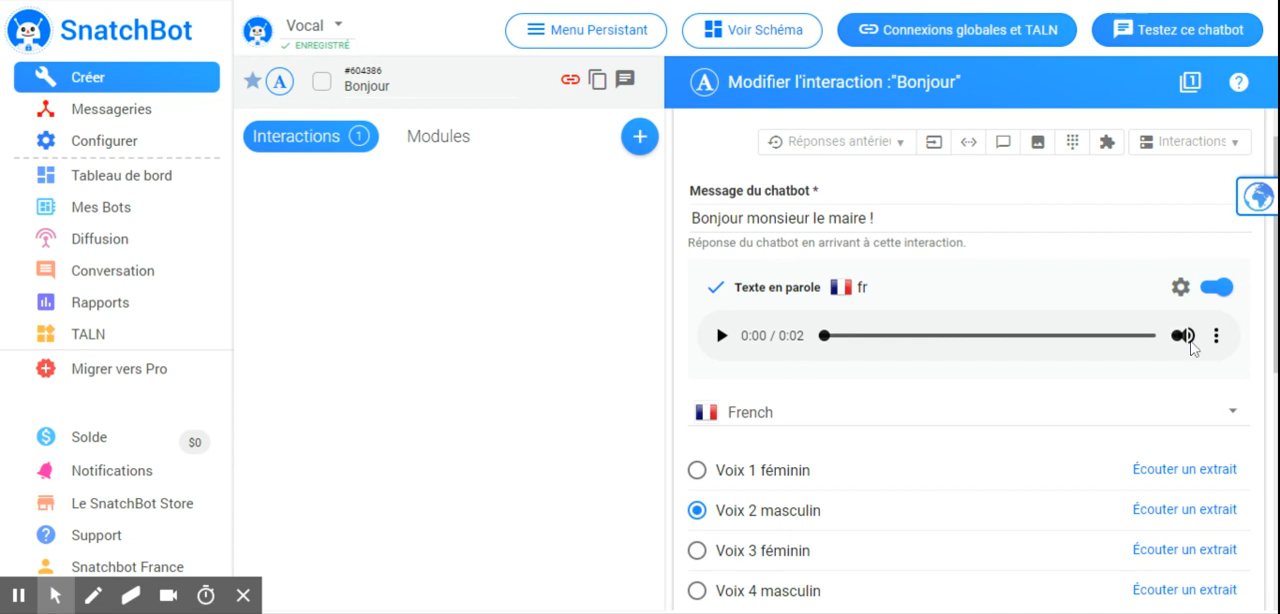 SnatchBot
Vocal
ENREGISTRÉ
Menu Persistant
Voir Schéma
Connexions globales et TALN
Testez ce chatbot
Créer
Messageries
Configurer
Tableau de bord
Mes Bots
Diffusion
Conversation
Rapports
TALN
Migrer vers Pro
Solde
$0
Notifications
Le SnatchBot Store
Support
Snatchbot France
A
#604386
Bonjour
Interactions 1
Modules
A
Modifier l'interaction :"Bonjour"
1
?
Réponses antérie
Interactions
Message du chatbot *
Bonjour monsieur le maire !
Réponse du chatbot en arrivant à cette interaction.
Texte en parole fr
0:00 / 0:02
French
Voix 1 féminin Écouter un extrait
Voix 2 masculin Écouter un extrait
Voix 3 féminin Écouter un extrait
Voix 4 masculin Écouter un extrait